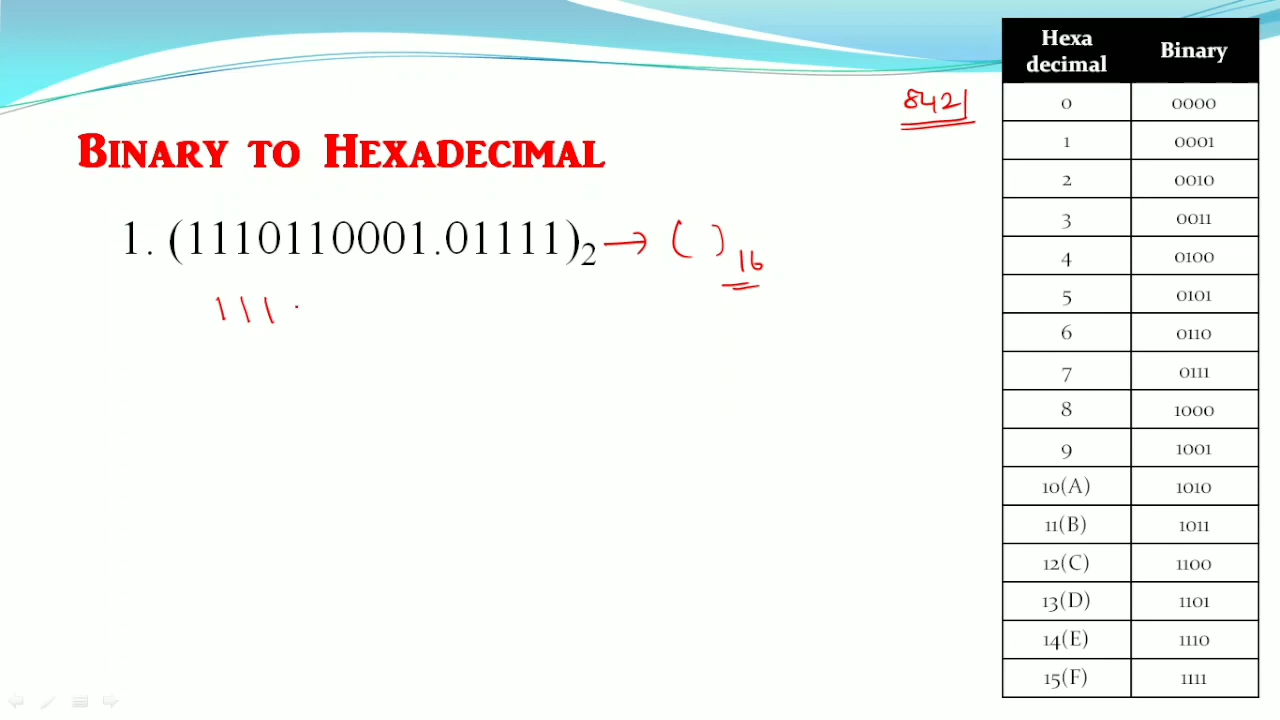 BINARY TO HEXADECIMAL
8421
1. (1110110001.01111)2 → ( )16
111
Hexa decimal Binary
0 0000
1 0001
2 0010
3 0011
4 0100
5 0101
6 0110
7 0111
8 1000
9 1001
10(A) 1010
11(B) 1011
12(C) 1100
13(D) 1101
14(E) 1110
15(F) 1111